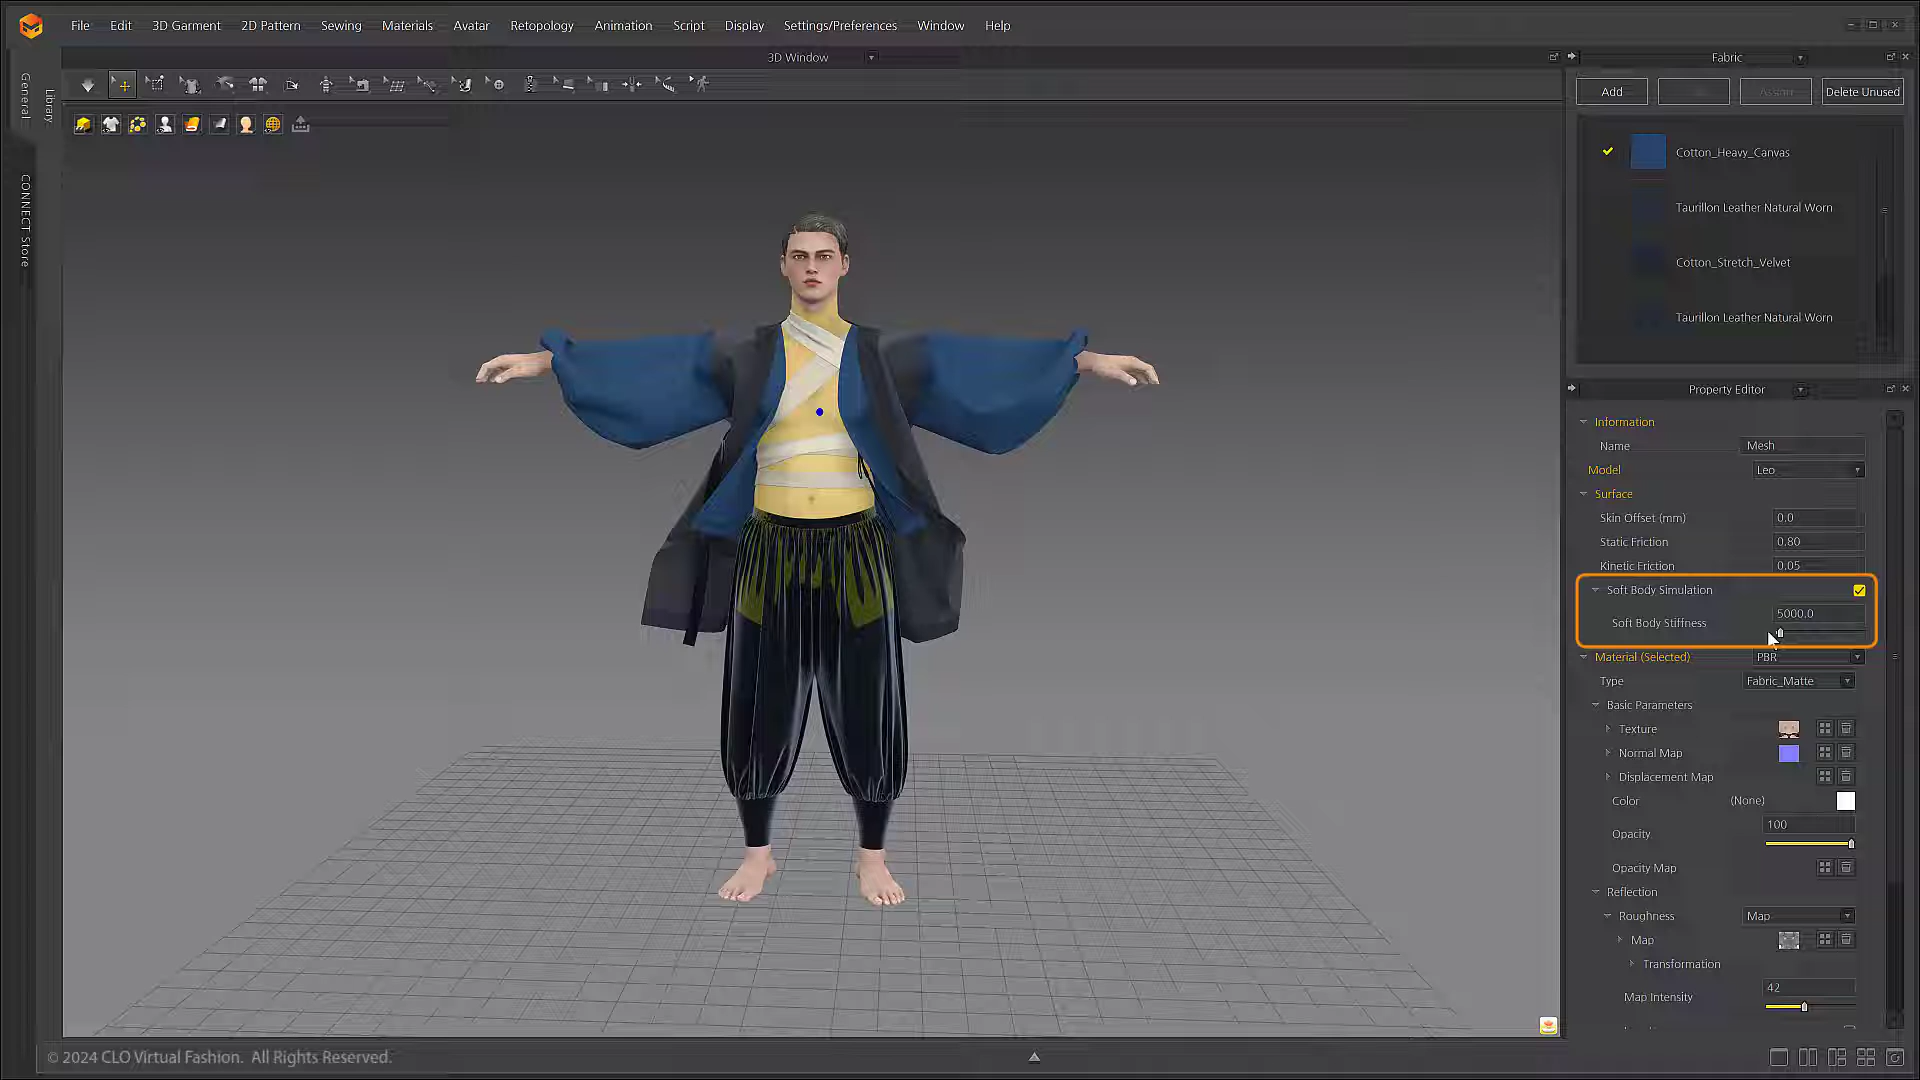 File Edit 3D Garment 2D Pattern Sewing Materials Avatar Retopology Animation Script Display Settings/Preferences Window Help
General
Library
CONNECT Store
3D Window
Fabric
Add Assign Delete Unused
Cotton_Heavy_Canvas
Taurillon Leather Natural Worn
Cotton_Stretch_Velvet
Taurillon Leather Natural Worn
Property Editor
Information
Name Mesh
Model Leo
Surface
Skin Offset (mm) 0.0
Static Friction 0.80
Kinetic Friction 0.05
Soft Body Simulation
Soft Body Stiffness 5000.0
Material (Selected) PBR
Type Fabric_Matte
Basic Parameters
Texture
Normal Map
Displacement Map
Color (None)
Opacity 100
Opacity Map
Reflection
Roughness Map
Map
Transformation
Map Intensity 42
© 2024 CLO Virtual Fashion. All Rights Reserved.